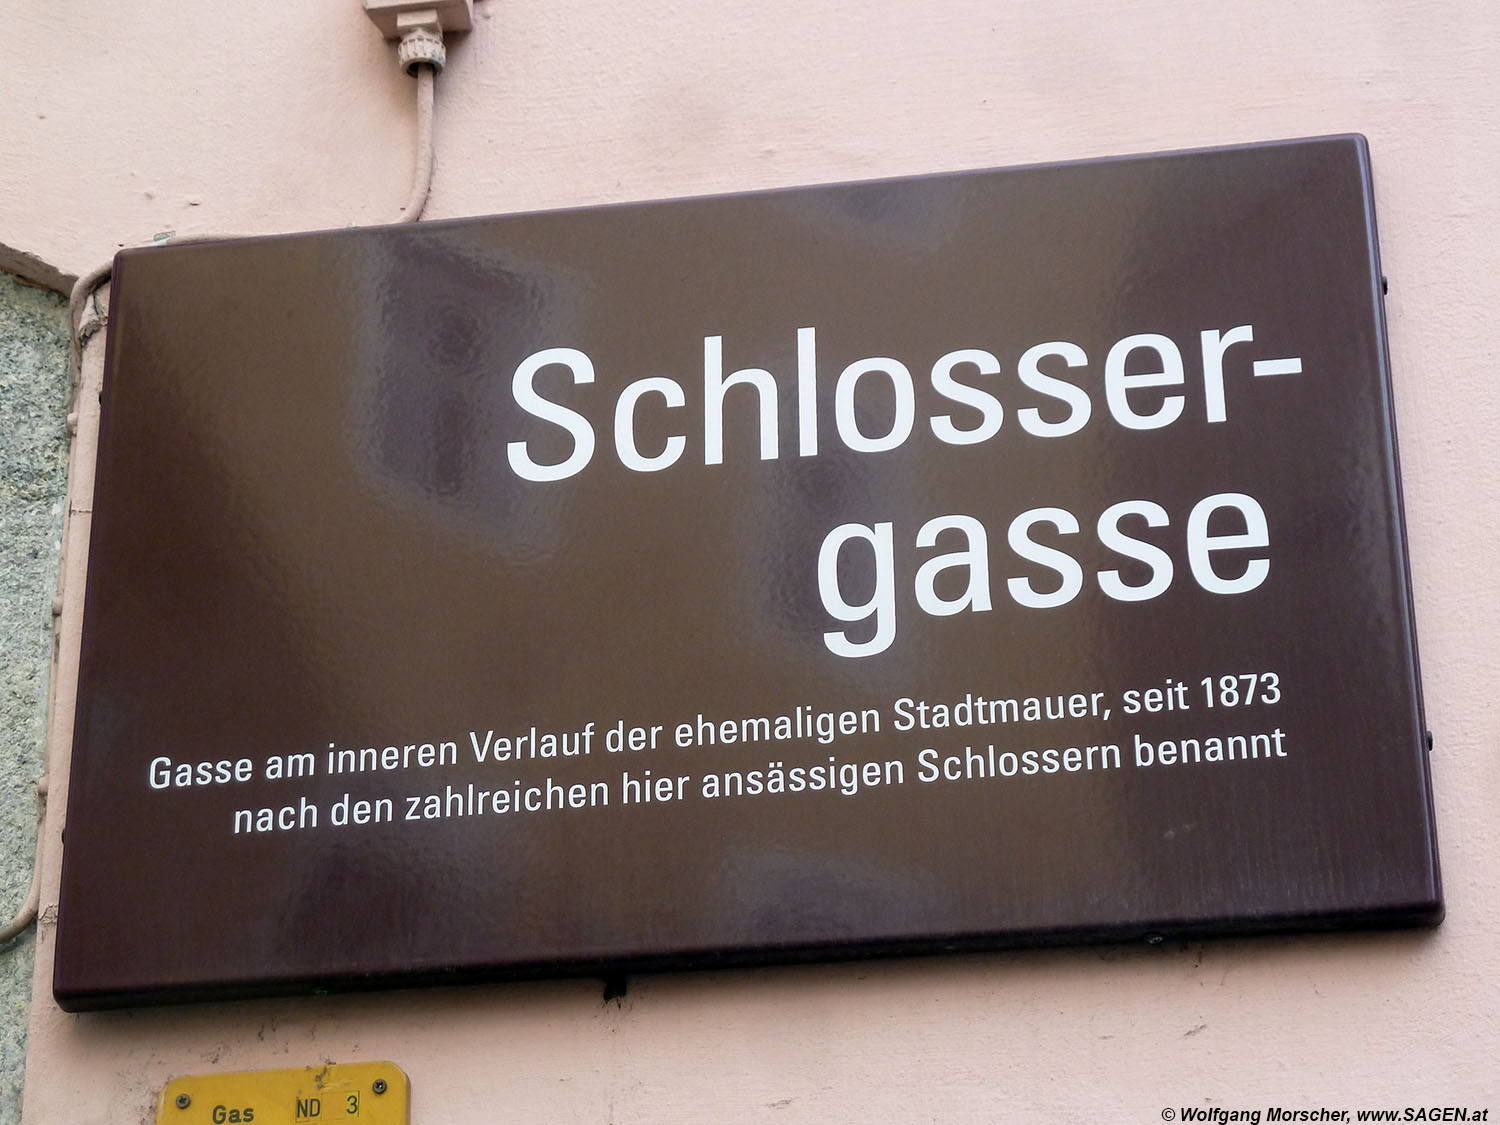 Schlosser-
gasse
Gasse am inneren Verlauf der ehemaligen Stadtmauer, seit 1873
nach den zahlreichen hier ansässigen Schlossern benannt
Gas ND 3
© Wolfgang Morscher, www.SAGEN.at